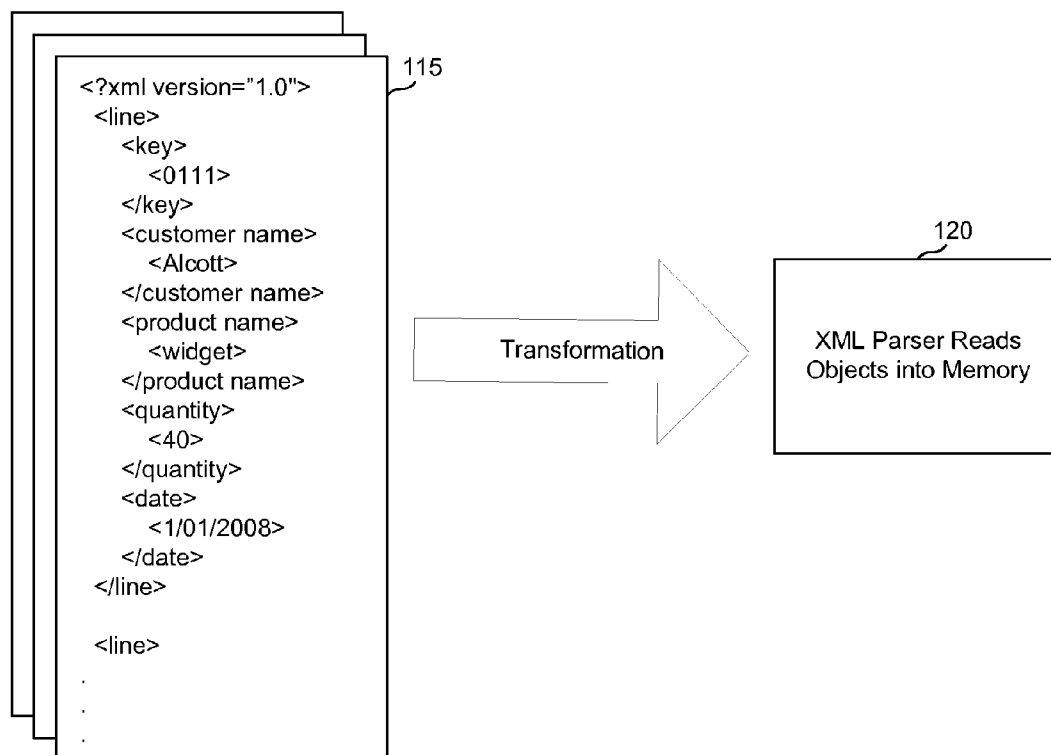 <?xml version="1.0">
<line>
<key>
<0111>
</key>
<customer name>
<Alcott>
</customer name>
<product name>
<widget>
</product name>
<quantity>
<40>
</quantity>
<date>
<1/01/2008>
</date>
</line>
<line>
.
.
.
115
Transformation
120
XML Parser Reads
Objects into Memory